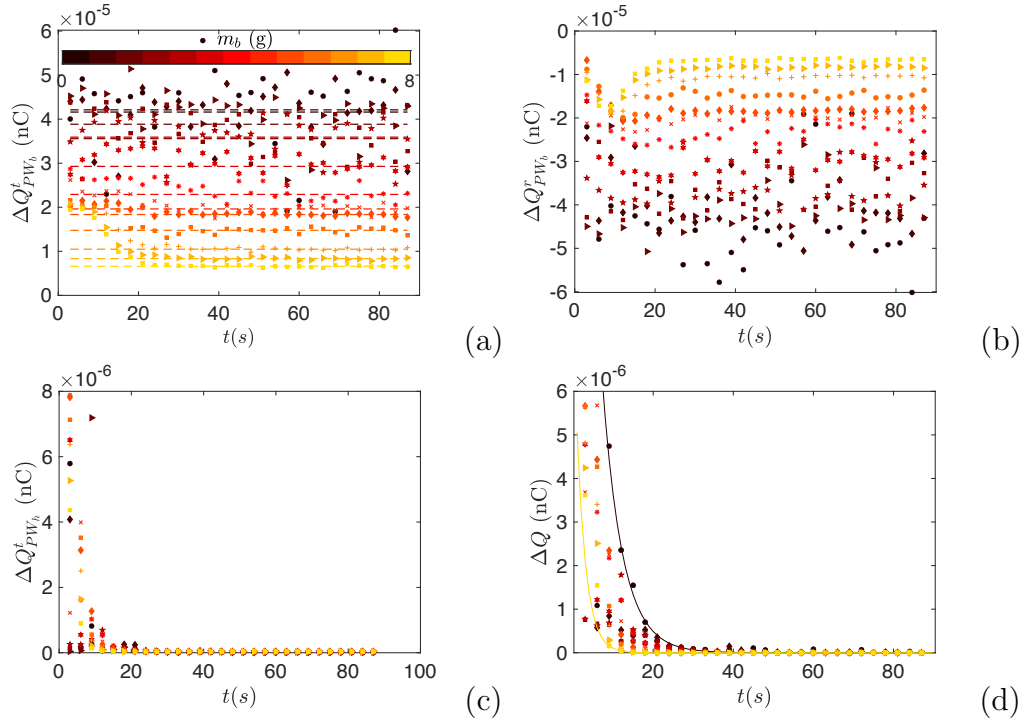 ×10⁻⁵
6
5
4
3
2
1
0
m_b (g)
0 8
ΔQ^t_{PW_b} (nC)
0 20 40 60 80
t(s)
(a)
×10⁻⁵
0
-1
-2
-3
-4
-5
-6
ΔQ^r_{PW_b} (nC)
0 20 40 60 80
t(s)
(b)
×10⁻⁶
8
6
4
2
0
ΔQ^t_{PW_h} (nC)
0 20 40 60 80 100
t(s)
(c)
×10⁻⁶
6
5
4
3
2
1
0
ΔQ (nC)
20 40 60 80
t(s)
(d)